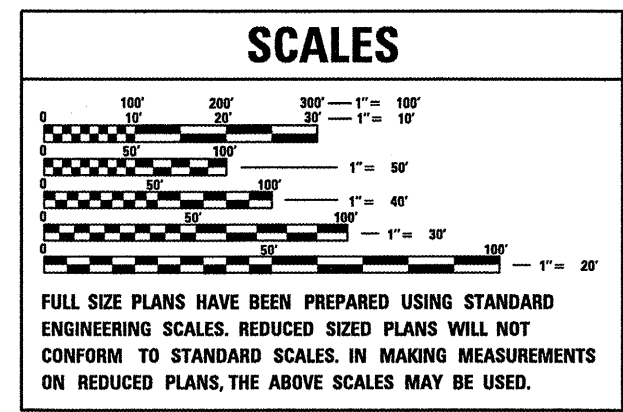 SCALES
100' 200' 300' 1"= 100'
0 10' 20' 30' 1"= 10'
0 50' 100' 1"= 50'
0 50' 100' 1"= 40'
0 50' 100' 1"= 30'
0 50' 100' 1"= 20'
FULL SIZE PLANS HAVE BEEN PREPARED USING STANDARD
ENGINEERING SCALES. REDUCED SIZED PLANS WILL NOT
CONFORM TO STANDARD SCALES. IN MAKING MEASUREMENTS
ON REDUCED PLANS, THE ABOVE SCALES MAY BE USED.